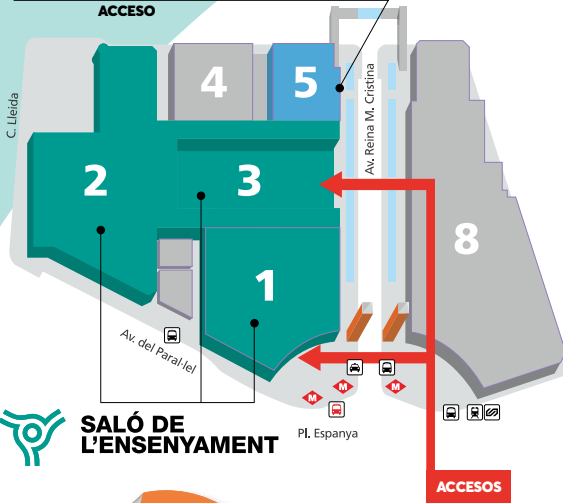 ACCESO
C. Lleida
4
5
Av. Reina M. Cristina
2
3
8
1
Av. del Paral·lel
M
M
M
SALÓ DE
L'ENSENYAMENT
Pl. Espanya
ACCESOS